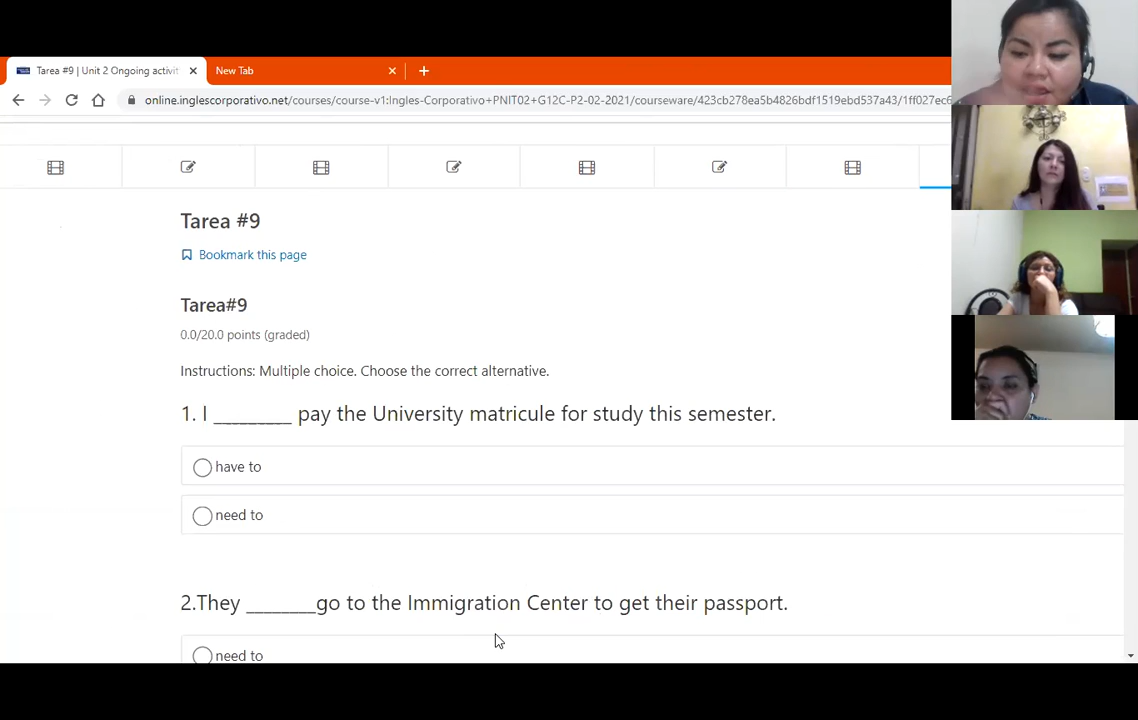 Tarea #9 | Unit 2 Ongoing activit
New Tab
online.inglescorporativo.net/courses/course-v1:Ingles-Corporativo+PNIT02+G12C-P2-02-2021/courseware/423cb278ea5b4826bdf1519ebd537a43/1ff027ec6
Tarea #9
Bookmark this page
Tarea#9
0.0/20.0 points (graded)
Instructions: Multiple choice. Choose the correct alternative.
1. I _________ pay the University matricule for study this semester.
have to
need to
2.They ________go to the Immigration Center to get their passport.
need to